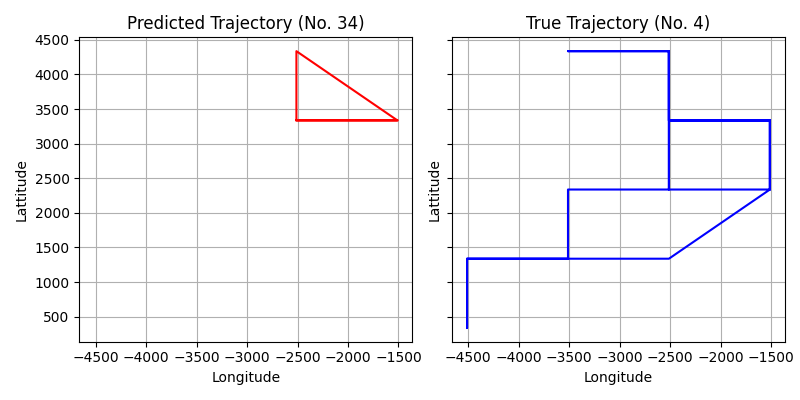 Predicted Trajectory (No. 34)
4500
4000
3500
3000
2500
2000
1500
1000
500
Lattitude
−4500 −4000 −3500 −3000 −2500 −2000 −1500
Longitude
True Trajectory (No. 4)
Lattitude
−4500 −4000 −3500 −3000 −2500 −2000 −1500
Longitude